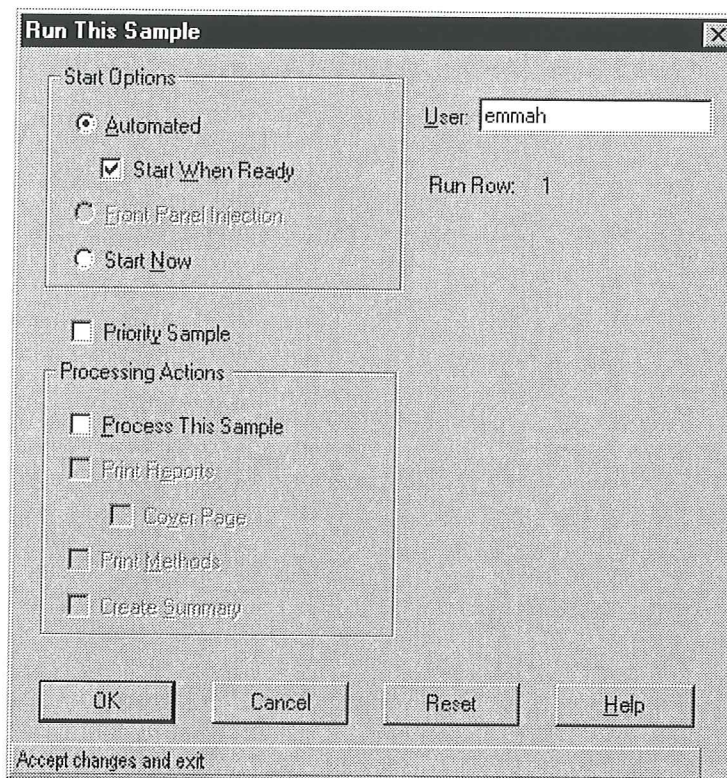 Run This Sample
Start Options
Automated
Start When Ready
Front Panel Injection
Start Now
User: emmah
Run Row: 1
Priority Sample
Processing Actions
Process This Sample
Print Reports
Cover Page
Print Methods
Create Summary
OK Cancel Reset Help
Accept changes and exit